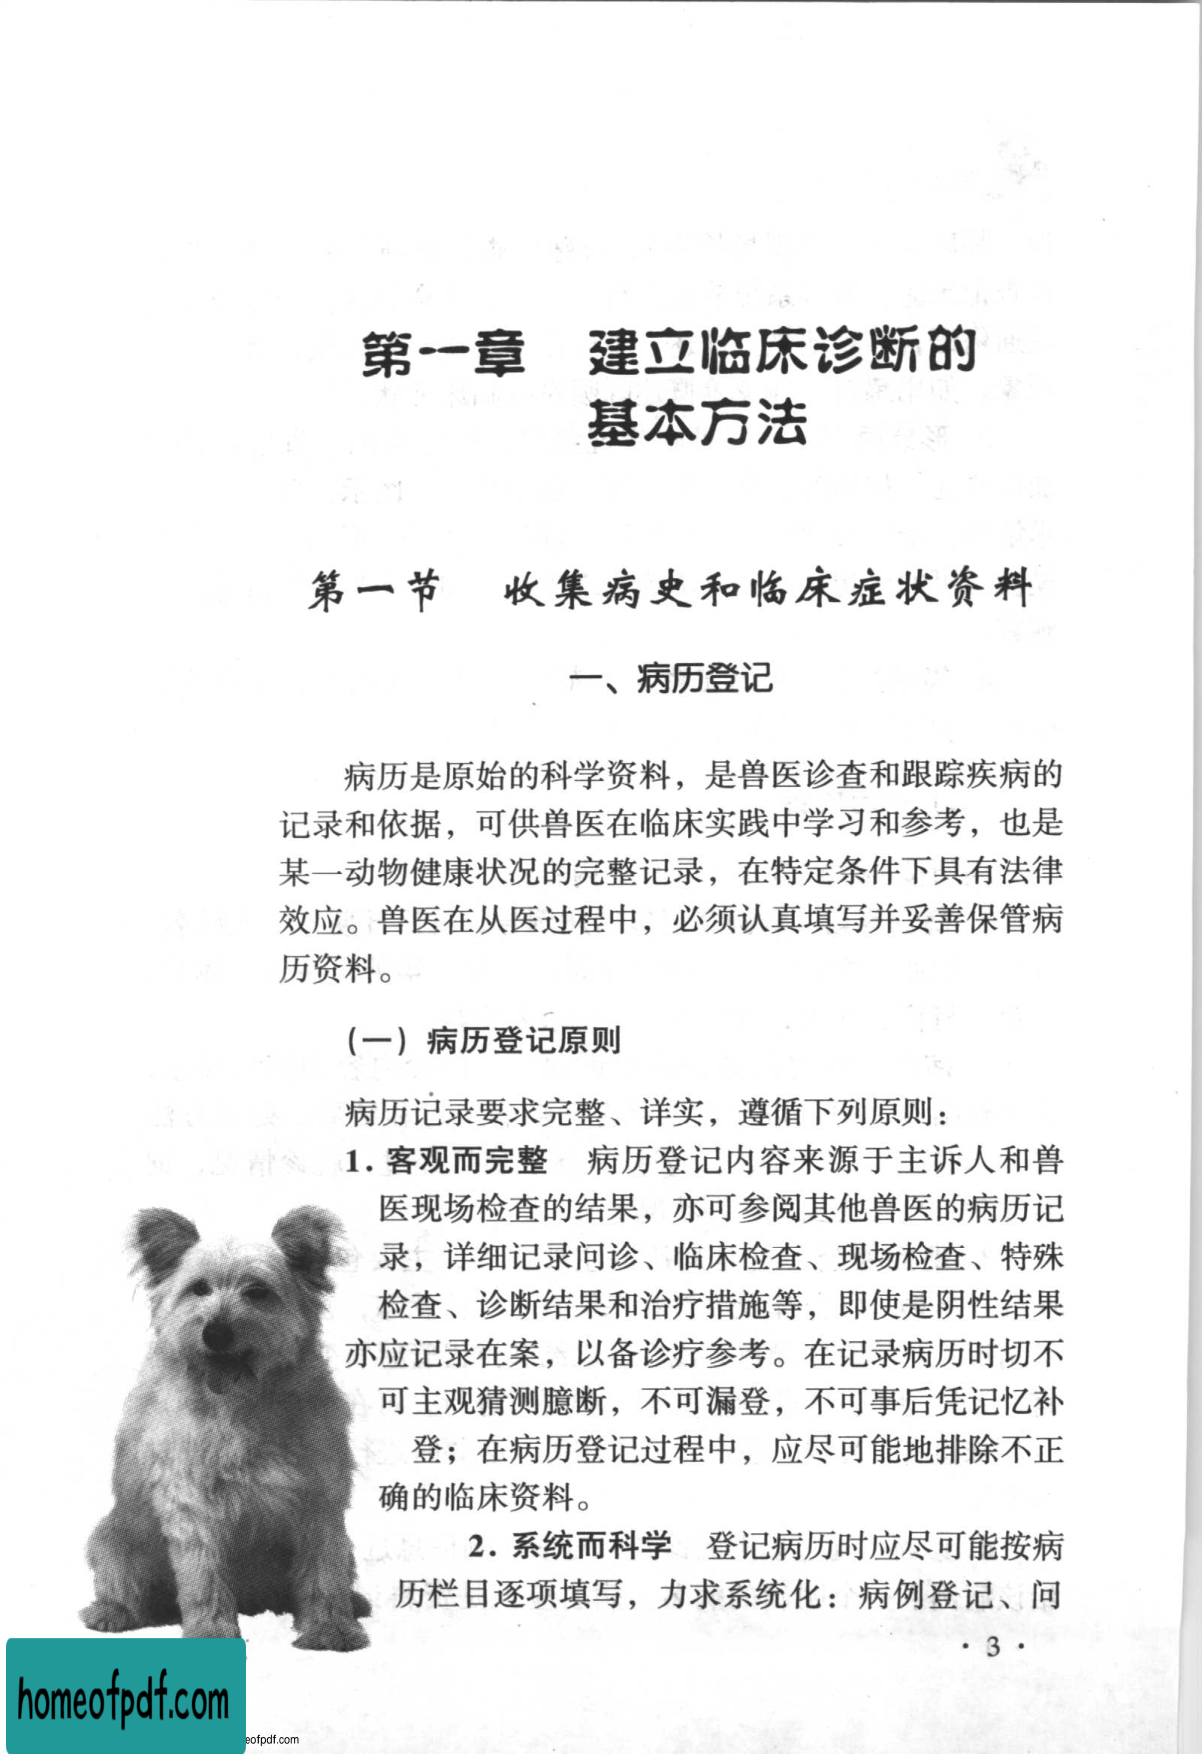 第一章 建立临床诊断的
基本方法
第一节 收集病史和临床症状资料
一、病历登记
病历是原始的科学资料，是兽医诊查和跟踪疾病的
记录和依据，可供兽医在临床实践中学习和参考，也是
某一动物健康状况的完整记录，在特定条件下具有法律
效应。兽医在从医过程中，必须认真填写并妥善保管病
历资料。
(一) 病历登记原则
病历记录要求完整、详实，遵循下列原则：
1. 客观而完整 病历登记内容来源于主诉人和兽
医现场检查的结果，亦可参阅其他兽医的病历记
录，详细记录问诊、临床检查、现场检查、特殊
检查、诊断结果和治疗措施等，即使是阴性结果
亦应记录在案，以备诊疗参考。在记录病历时切不
可主观猜测臆断，不可漏登，不可事后凭记忆补
登；在病历登记过程中，应尽可能地排除不正
确的临床资料。
2. 系统而科学 登记病历时应尽可能按病
历栏目逐项填写，力求系统化：病例登记、问
· 3 ·
homeofpdf.com
eofpdf.com